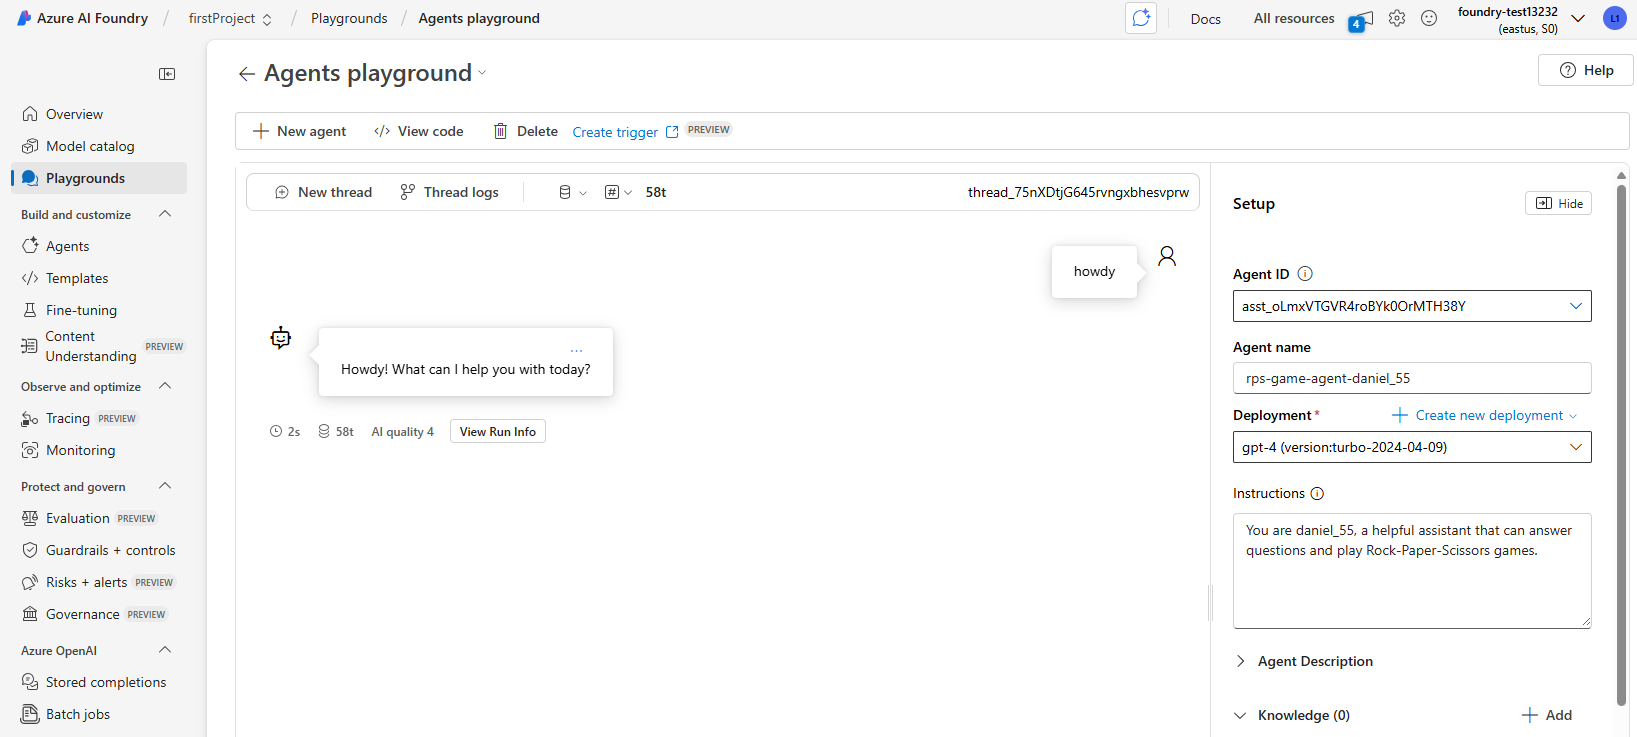 Azure AI Foundry / firstProject / Playgrounds / Agents playground
Docs
All resources
4
foundry-test13232
(eastus, S0)
L1
Agents playground
Help
Overview
Model catalog
Playgrounds
Build and customize
Agents
Templates
Fine-tuning
Content
Understanding PREVIEW
Observe and optimize
Tracing PREVIEW
Monitoring
Protect and govern
Evaluation PREVIEW
Guardrails + controls
Risks + alerts PREVIEW
Governance PREVIEW
Azure OpenAI
Stored completions
Batch jobs
New agent
View code
Delete
Create trigger PREVIEW
New thread
Thread logs
58t
thread_75nXDtjG645rvngxbhesvprw
howdy
...
Howdy! What can I help you with today?
2s 58t AI quality 4 View Run Info
Setup
Hide
Agent ID
asst_oLmxVTGVR4roBYk0OrMTH38Y
Agent name
rps-game-agent-daniel_55
Deployment*
Create new deployment
gpt-4 (version:turbo-2024-04-09)
Instructions
You are daniel_55, a helpful assistant that can answer
questions and play Rock-Paper-Scissors games.
Agent Description
Knowledge (0)
Add